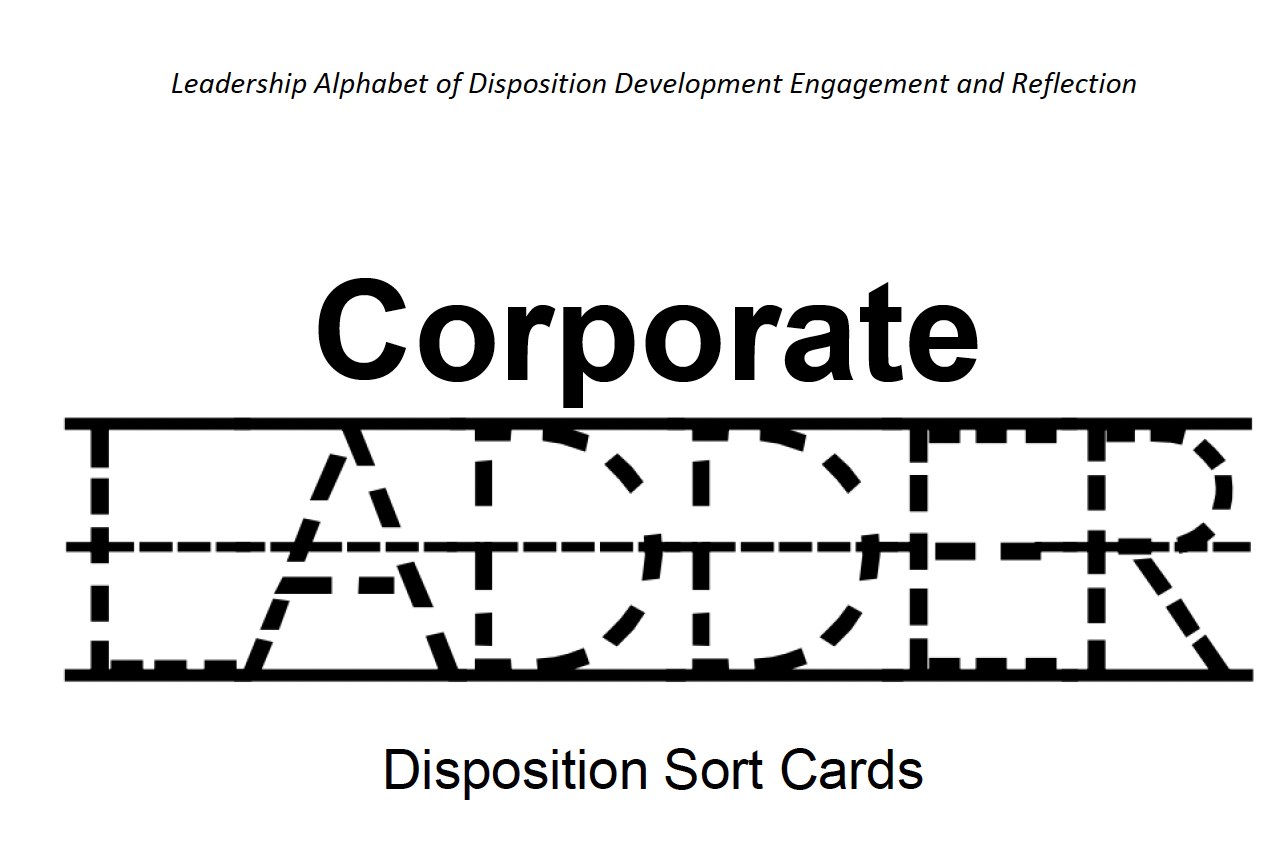 Leadership Alphabet of Disposition Development Engagement and Reflection
Corporate
LADDER
Disposition Sort Cards